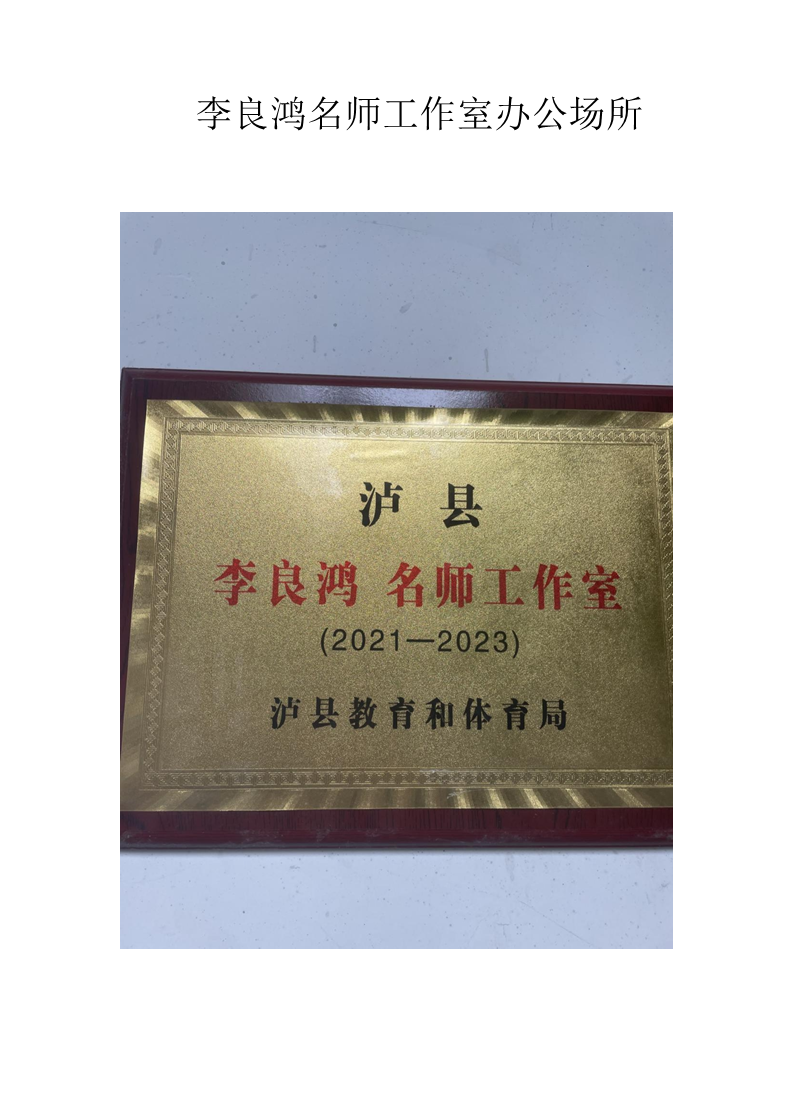 李良鸿名师工作室办公场所
泸县
李良鸿 名师工作室
(2021—2023)
泸县教育和体育局